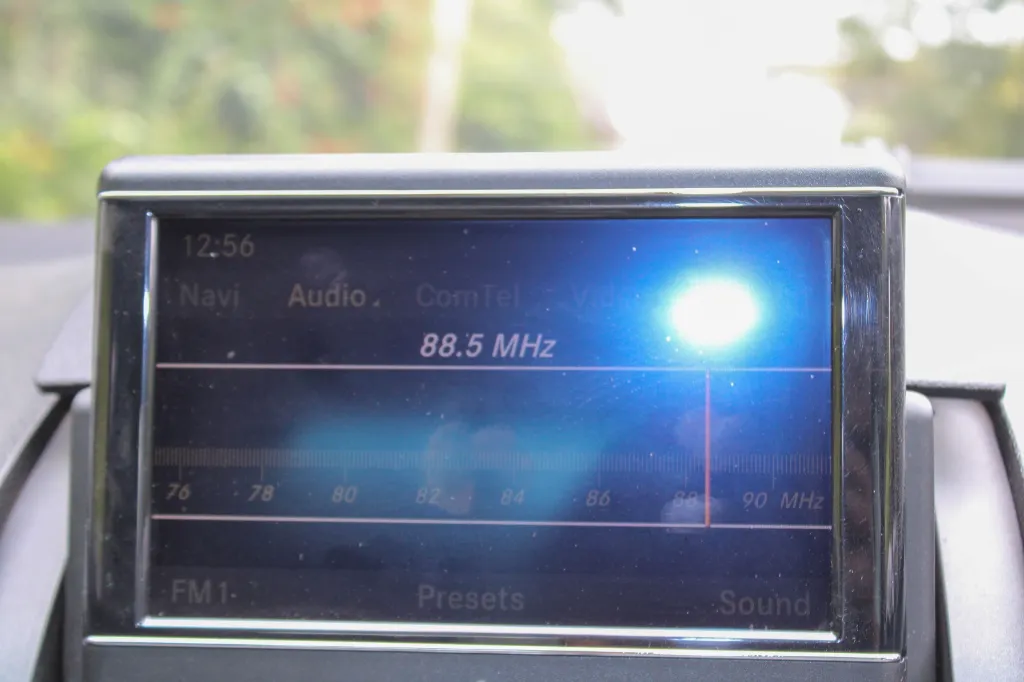 12:56
Navi Audio ComTel
88.5 MHz
76 78 80 82 84 86 88 90 MHz
FM1 Presets Sound